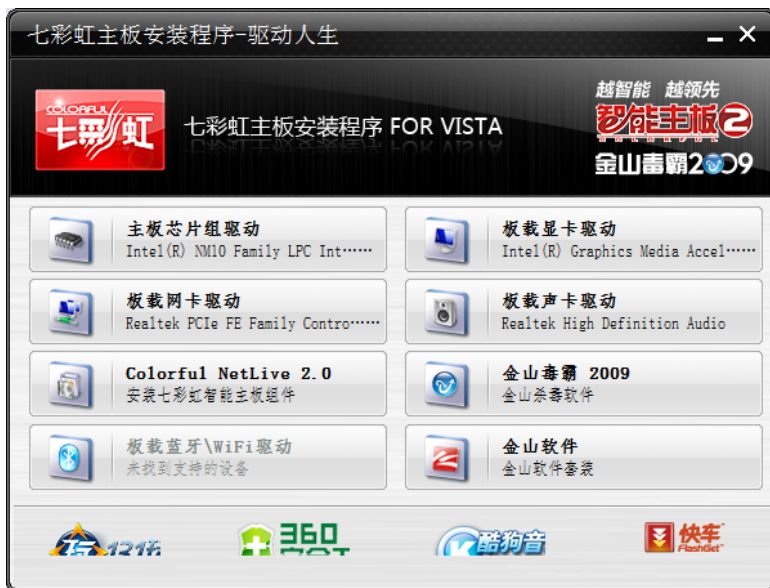 七彩虹主板安装程序-驱动人生
COLORFUL
七彩虹
七彩虹主板安装程序 FOR VISTA
越智能 越领先
智能主板2
金山毒霸2009
主板芯片组驱动
Intel(R) NM10 Family LPC Int······
板载显卡驱动
Intel(R) Graphics Media Accel······
板载网卡驱动
Realtek PCIe FE Family Contro······
板载声卡驱动
Realtek High Definition Audio
Colorful NetLive 2.0
安装七彩虹智能主板组件
金山毒霸 2009
金山杀毒软件
板载蓝牙\WiFi驱动
未找到支持的设备
金山软件
金山软件套装
360
酷狗音
快车
FlashGet